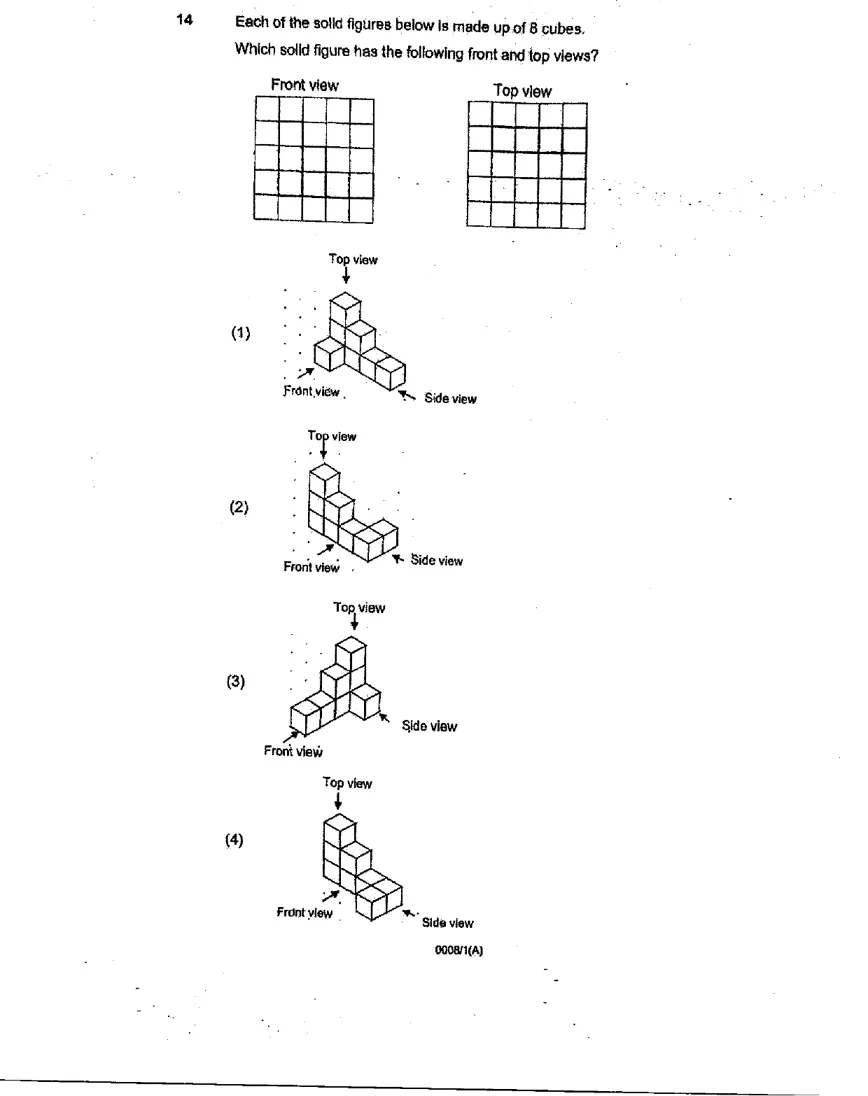 14 Each of the solid figures below is made up of 8 cubes.
Which solid figure has the following front and top views?
Front view Top view
Top view
(1)
Front view
Side view
Top view
(2)
Front view
Side view
Top view
(3)
Side view
Front view
Top view
(4)
Front view
Side view
0008/1(A)